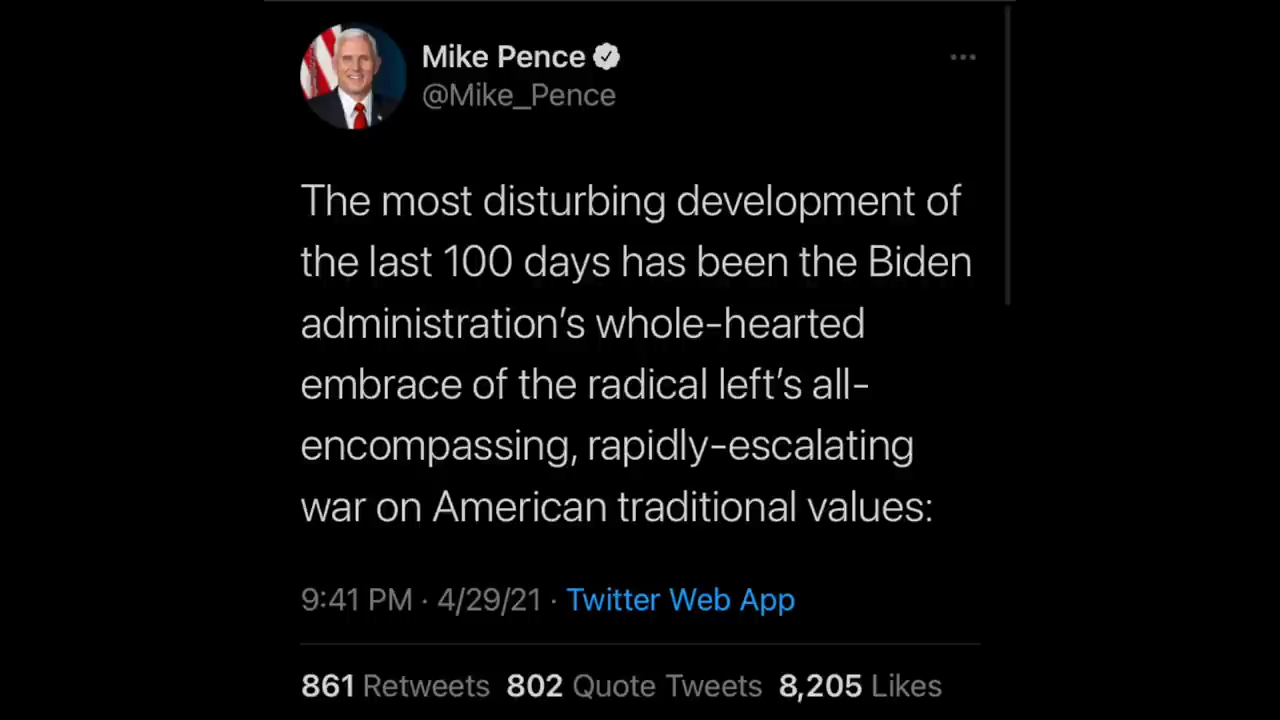 Mike Pence
@Mike_Pence
The most disturbing development of
the last 100 days has been the Biden
administration’s whole-hearted
embrace of the radical left’s all-
encompassing, rapidly-escalating
war on American traditional values:
9:41 PM · 4/29/21 · Twitter Web App
861 Retweets 802 Quote Tweets 8,205 Likes